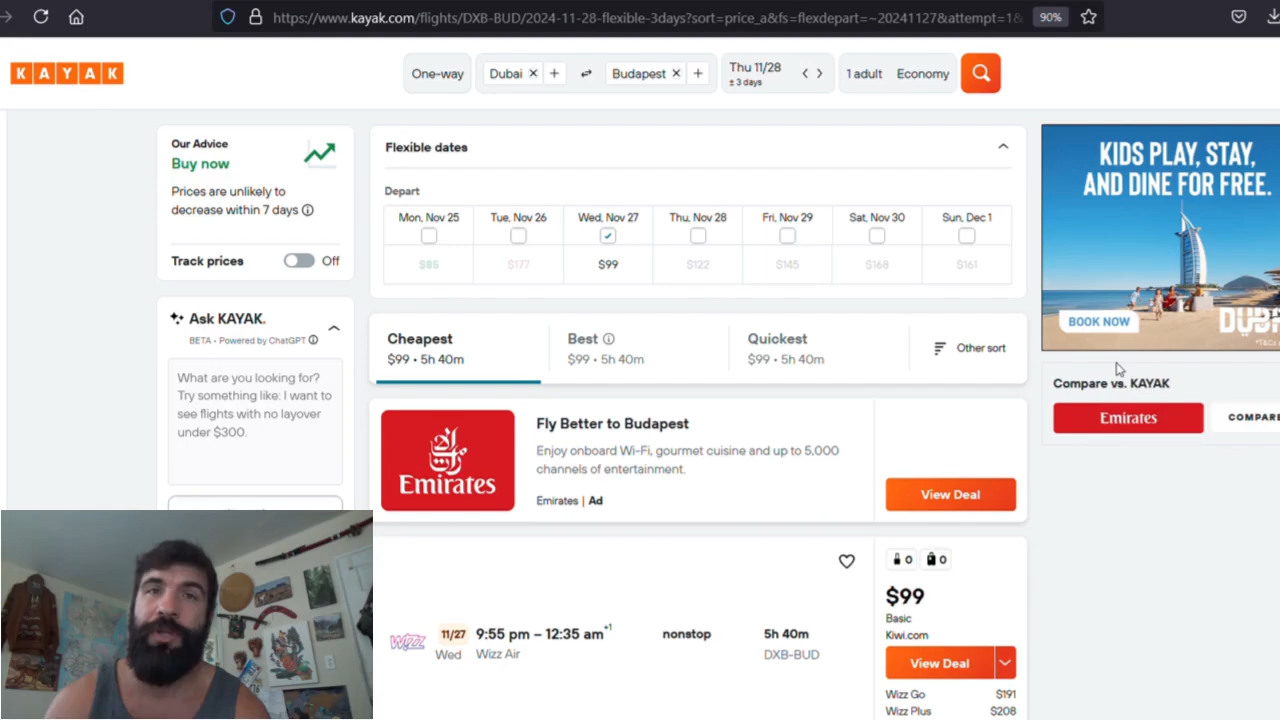 https://www.kayak.com/flights/DXB-BUD/2024-11-28-flexible-3days?sort=price_a&fs=flexdepart=~20241127&attempt=1&
90%
KAYAK
One-way
Dubai
Budapest
Thu 11/28
± 3 days
1 adult
Economy
Our Advice
Buy now
Prices are unlikely to
decrease within 7 days
Track prices
Off
Ask KAYAK.
BETA • Powered by ChatGPT
What are you looking for?
Try something like: I want to
see flights with no layover
under $300.
Flexible dates
Depart
Mon, Nov 25
Tue, Nov 26
Wed, Nov 27
Thu, Nov 28
Fri, Nov 29
Sat, Nov 30
Sun, Dec 1
$85
$177
$99
$122
$145
$168
$161
Cheapest
$99 • 5h 40m
Best
$99 • 5h 40m
Quickest
$99 • 5h 40m
Other sort
Emirates
Fly Better to Budapest
Enjoy onboard Wi-Fi, gourmet cuisine and up to 5,000
channels of entertainment.
Emirates | Ad
View Deal
WIZZ
11/27
Wed
9:55 pm – 12:35 am+1
Wizz Air
nonstop
5h 40m
DXB-BUD
0
0
$99
Basic
Kiwi.com
View Deal
Wizz Go
$191
Wizz Plus
$208
KIDS PLAY, STAY,
AND DINE FOR FREE.
BOOK NOW
Compare vs. KAYAK
Emirates
COMPARE